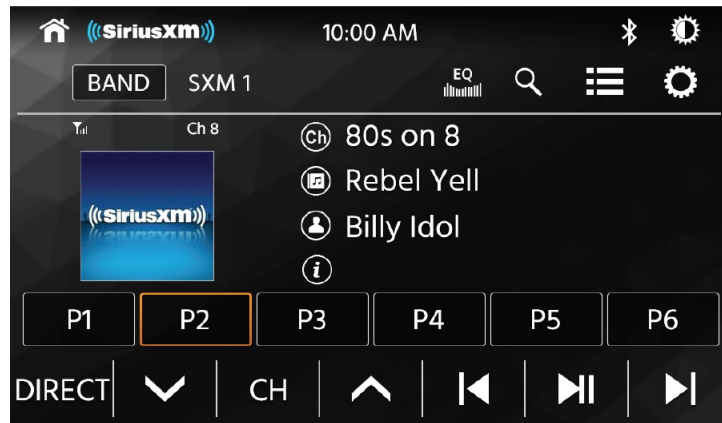 ((SiriusXM)) 10:00 AM
BAND SXM 1 EQ
Ch 8
Ch 80s on 8
Rebel Yell
((SiriusXM))
Billy Idol
i
P1 P2 P3 P4 P5 P6
DIRECT CH